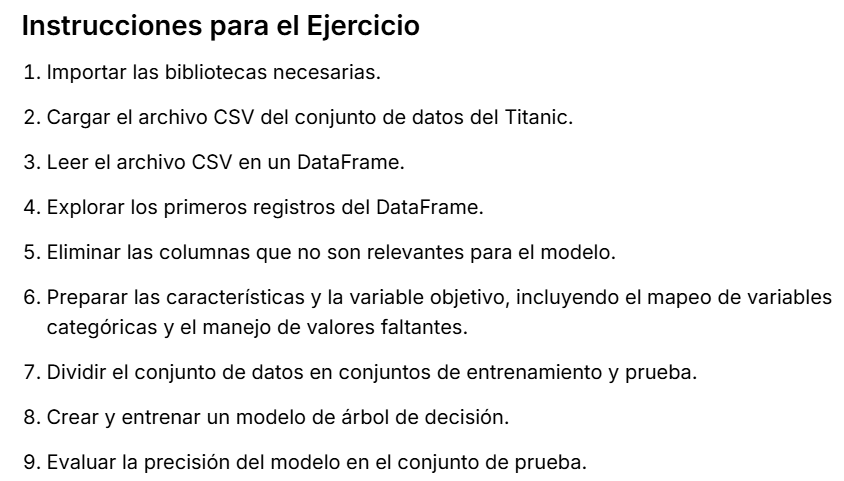 Instrucciones para el Ejercicio
1. Importar las bibliotecas necesarias.
2. Cargar el archivo CSV del conjunto de datos del Titanic.
3. Leer el archivo CSV en un DataFrame.
4. Explorar los primeros registros del DataFrame.
5. Eliminar las columnas que no son relevantes para el modelo.
6. Preparar las características y la variable objetivo, incluyendo el mapeo de variables
categóricas y el manejo de valores faltantes.
7. Dividir el conjunto de datos en conjuntos de entrenamiento y prueba.
8. Crear y entrenar un modelo de árbol de decisión.
9. Evaluar la precisión del modelo en el conjunto de prueba.